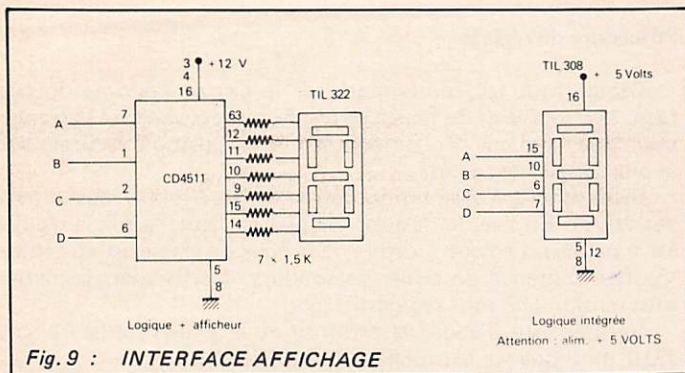 3 + 12 V
4
16
TIL 322
A 7
63
12
B 1
11
CD4511
10
C 2
9
15
D 6
14
7 × 1,5 K
5
8
Logique + afficheur
TIL 308
+ 5 Volts
16
A 15
B 10
C 6
D 7
5 12
8
Logique intégrée
Attention : alim. + 5 VOLTS
Fig. 9 : INTERFACE AFFICHAGE